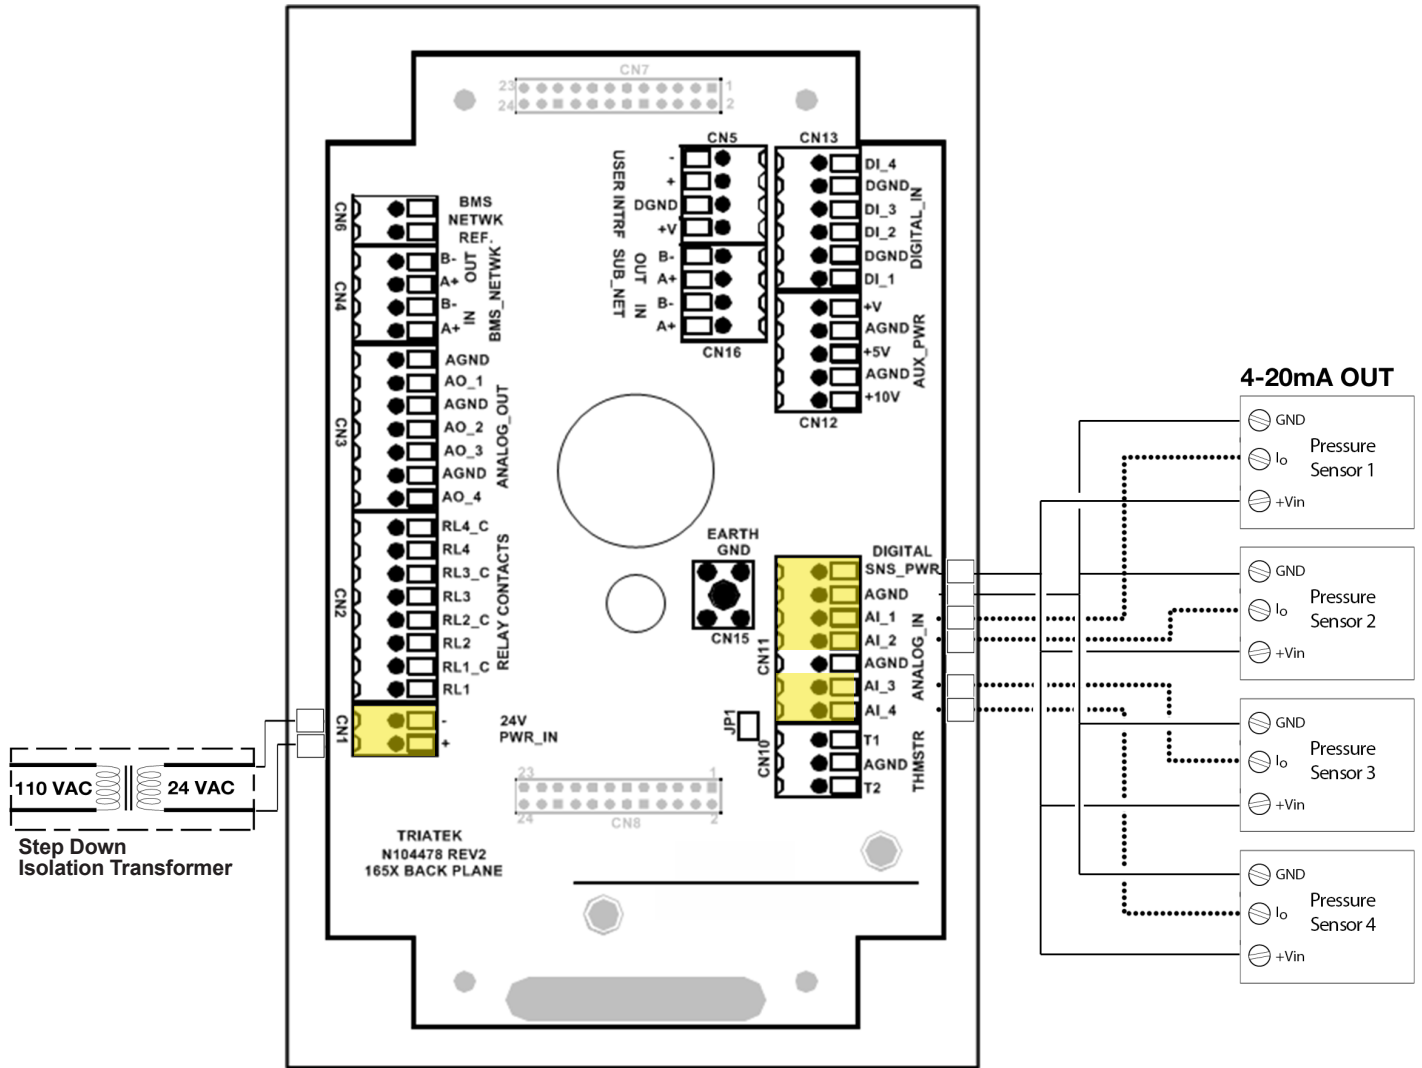 CN7
23
1
24
2
CN5
CN13
-
+
DGND
+V
USER INTRF
B-
A+
B-
A+
OUT
IN
SUB_NET
CN16
DI_4
DGND
DI_3
DI_2
DGND
DI_1
DIGITAL_IN
+V
AGND
+5V
AGND
+10V
AUX_PWR
CN12
CN6
BMS
NETWK
REF.
CN4
B-
A+
B-
A+
OUT
IN
BMS_NETWK
CN3
AGND
AO_1
AGND
AO_2
AO_3
AGND
AO_4
ANALOG_OUT
CN2
RL4_C
RL4
RL3_C
RL3
RL2_C
RL2
RL1_C
RL1
RELAY CONTACTS
CN1
-
+
24V
PWR_IN
EARTH
GND
CN15
DIGITAL
SNS_PWR
AGND
AI_1
AI_2
AGND
AI_3
AI_4
ANALOG_IN
CN11
JP1
CN10
T1
AGND
T2
THMSTR
23
1
24
2
CN8
TRIATEK
N104478 REV2
165X BACK PLANE
110 VAC
24 VAC
Step Down
Isolation Transformer
4-20mA OUT
GND
Io
+Vin
Pressure
Sensor 1
GND
Io
+Vin
Pressure
Sensor 2
GND
Io
+Vin
Pressure
Sensor 3
GND
Io
+Vin
Pressure
Sensor 4